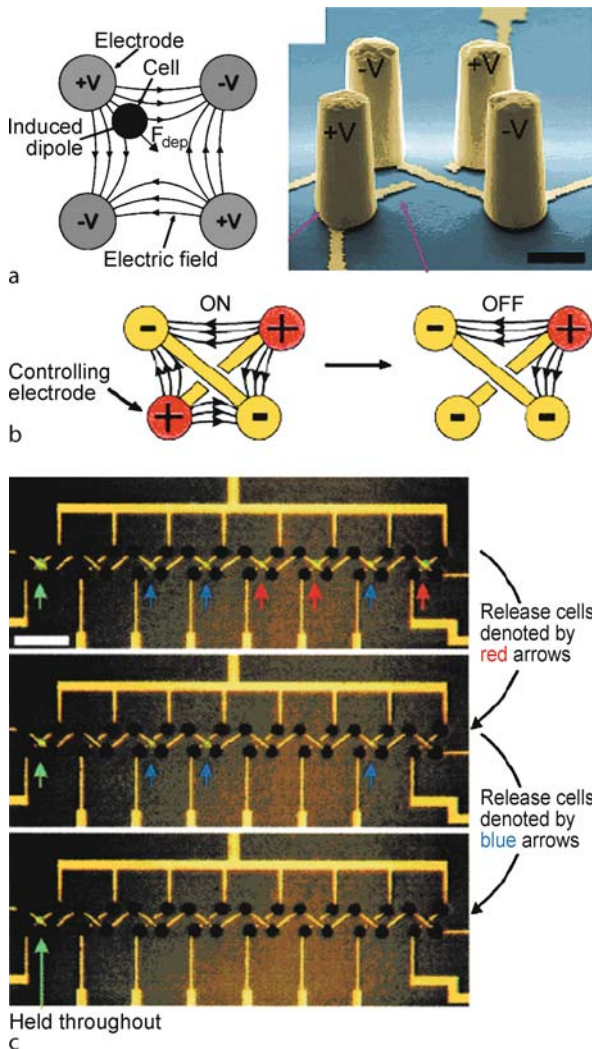 a
Electrode
Cell
+V
-V
Induced
dipole
F_dep
-V
+V
Electric field
-V
+V
+V
-V
b
ON
OFF
-
+
-
+
Controlling
electrode
+
-
-
-
c
Release cells
denoted by
red arrows
Release cells
denoted by
blue arrows
Held throughout